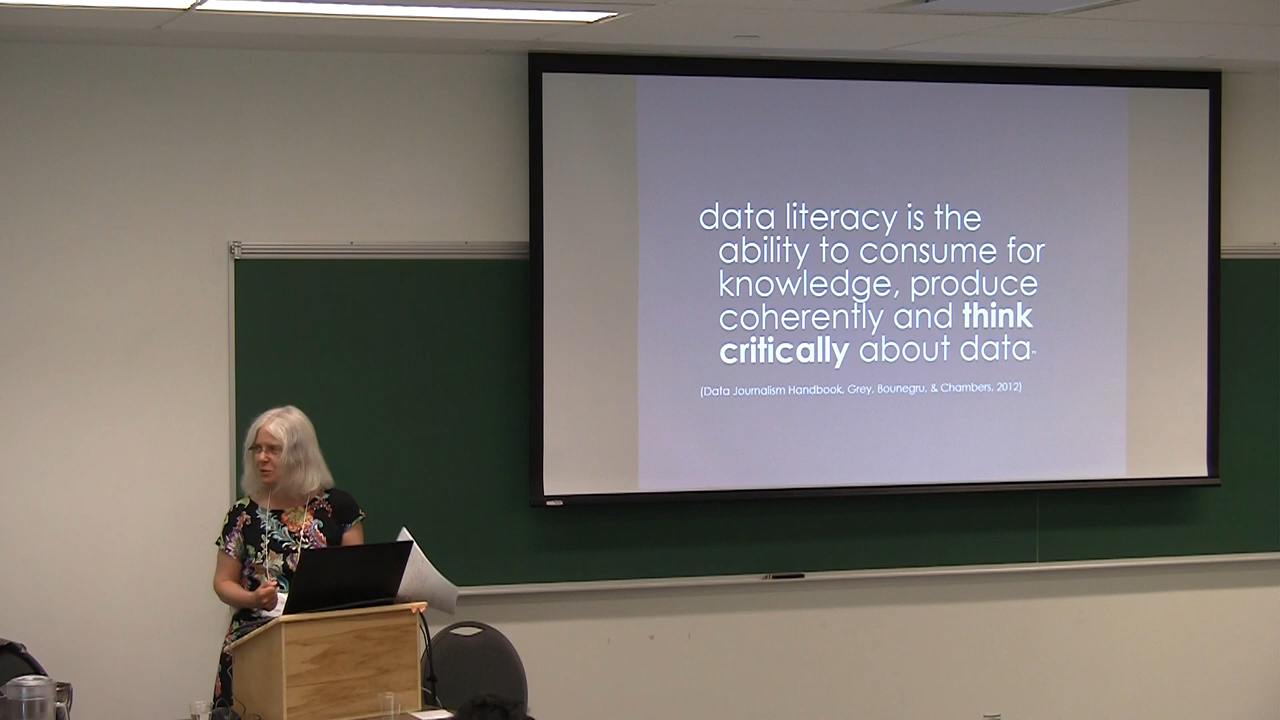 data literacy is the
ability to consume for
knowledge, produce
coherently and think
critically about data
(Data Journalism Handbook, Grey, Bounegru, & Chambers, 2012)